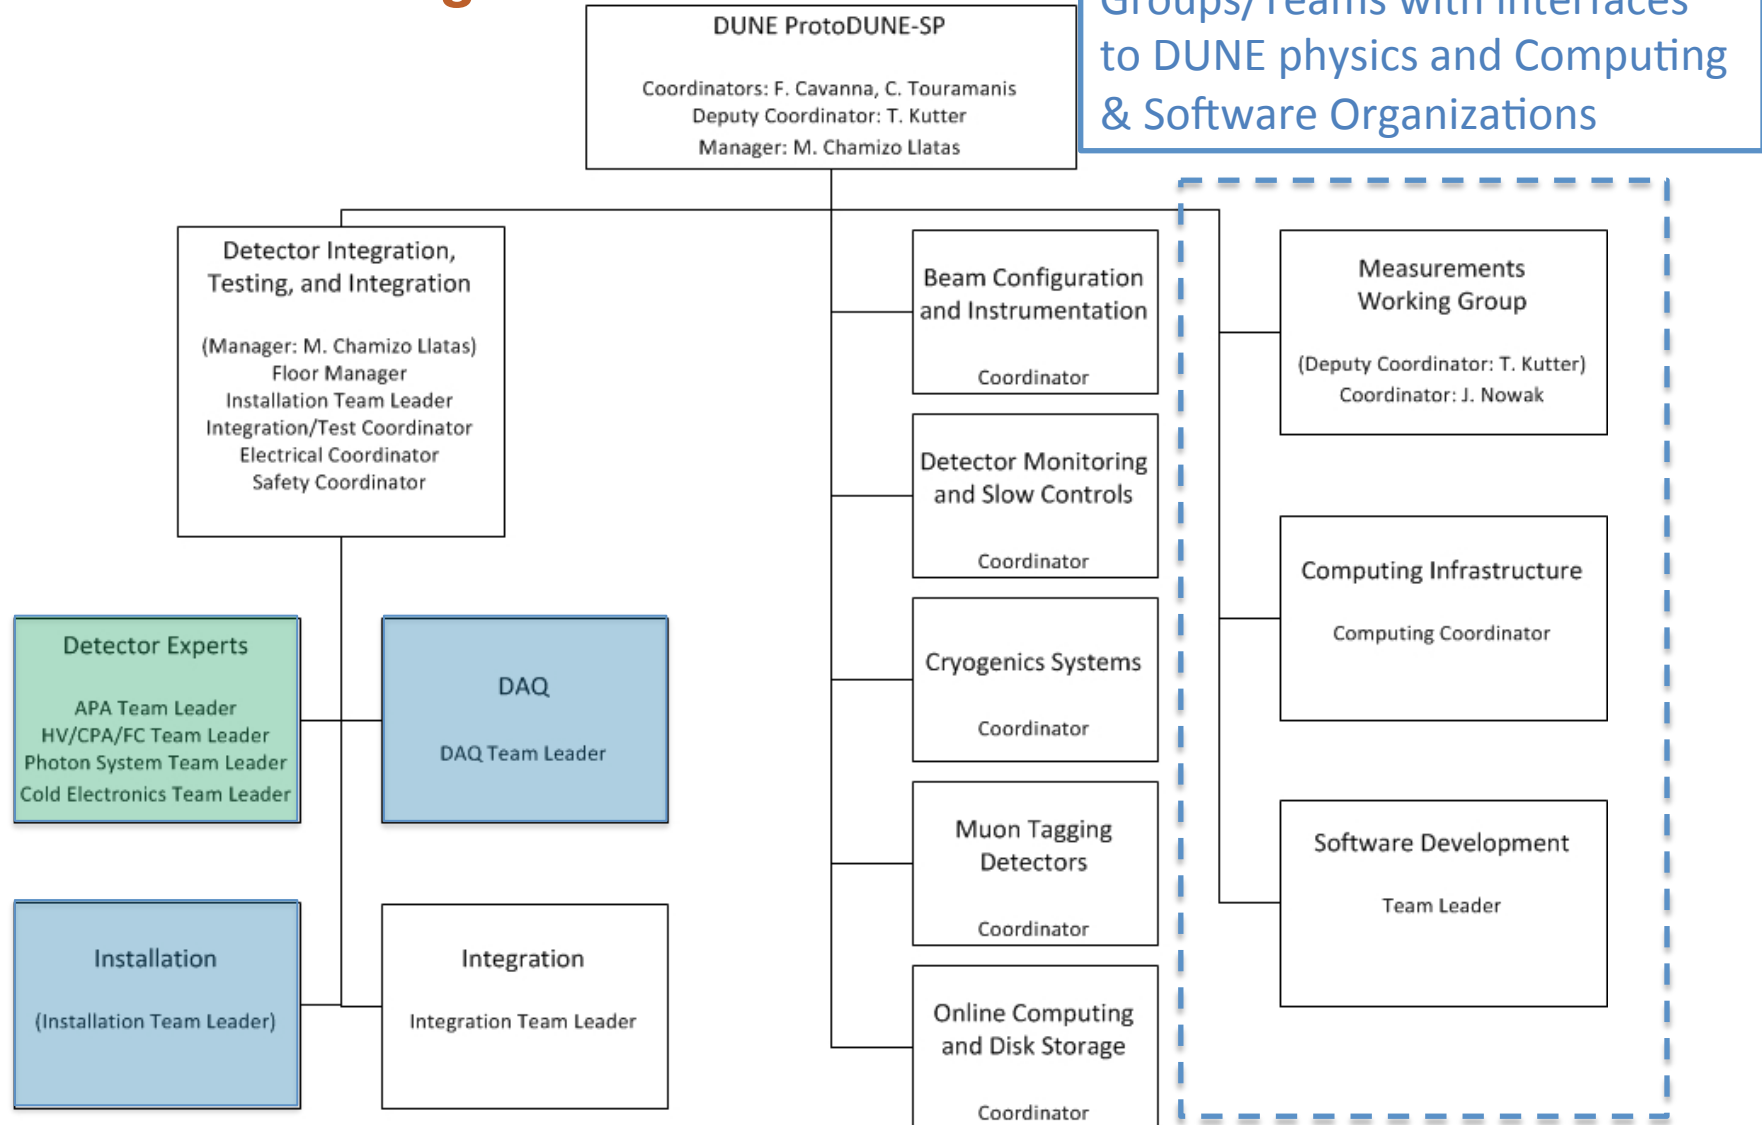 DUNE ProtoDUNE-SP
Coordinators: F. Cavanna, C. Touramanis
Deputy Coordinator: T. Kutter
Manager: M. Chamizo Llatas
Groups/Teams with interfaces
to DUNE physics and Computing
& Software Organizations
Detector Integration,
Testing, and Integration
(Manager: M. Chamizo Llatas)
Floor Manager
Installation Team Leader
Integration/Test Coordinator
Electrical Coordinator
Safety Coordinator
Detector Experts
APA Team Leader
HV/CPA/FC Team Leader
Photon System Team Leader
Cold Electronics Team Leader
DAQ
DAQ Team Leader
Installation
(Installation Team Leader)
Integration
Integration Team Leader
Beam Configuration
and Instrumentation
Coordinator
Detector Monitoring
and Slow Controls
Coordinator
Cryogenics Systems
Coordinator
Muon Tagging
Detectors
Coordinator
Online Computing
and Disk Storage
Coordinator
Measurements
Working Group
(Deputy Coordinator: T. Kutter)
Coordinator: J. Nowak
Computing Infrastructure
Computing Coordinator
Software Development
Team Leader